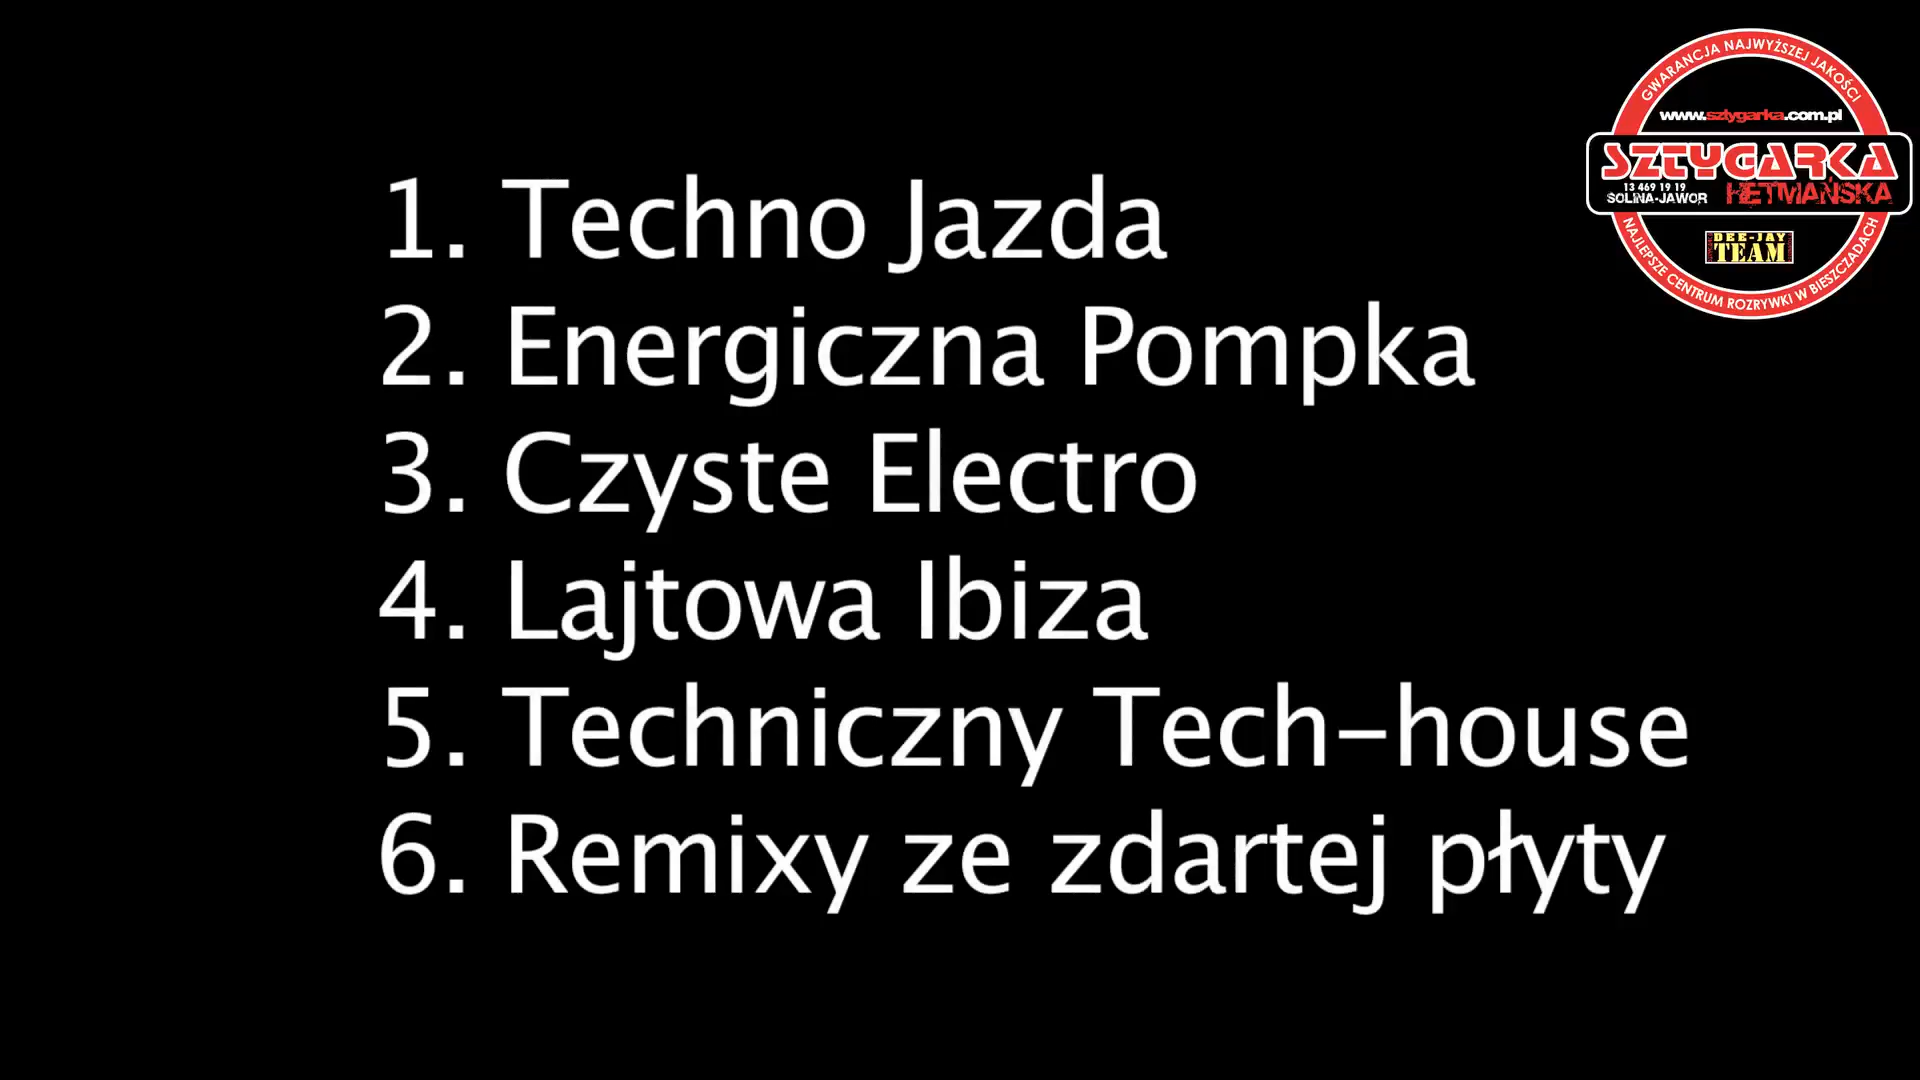 GWARANCJA NAJWYŻSZEJ JAKOŚCI
www.sztygarka.com.pl
SZTYGARKA
13 469 19 19
SOLINA-JAWOR HETMAŃSKA
DEE-JAY
TEAM
NAJLEPSZE CENTRUM ROZRYWKI W BIESZCZADACH
1. Techno Jazda
2. Energiczna Pompka
3. Czyste Electro
4. Lajtowa Ibiza
5. Techniczny Tech-house
6. Remixy ze zdartej płyty